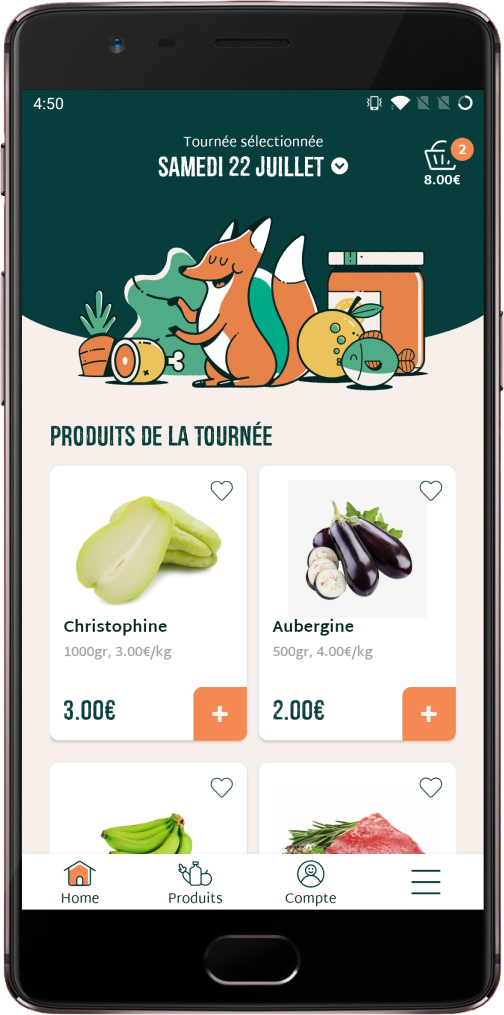 4:50
Tournée sélectionnée
SAMEDI 22 JUILLET
2
8.00€
PRODUITS DE LA TOURNÉE
Christophine
1000gr, 3.00€/kg
3.00€
+
Aubergine
500gr, 4.00€/kg
2.00€
+
Home
Produits
Compte